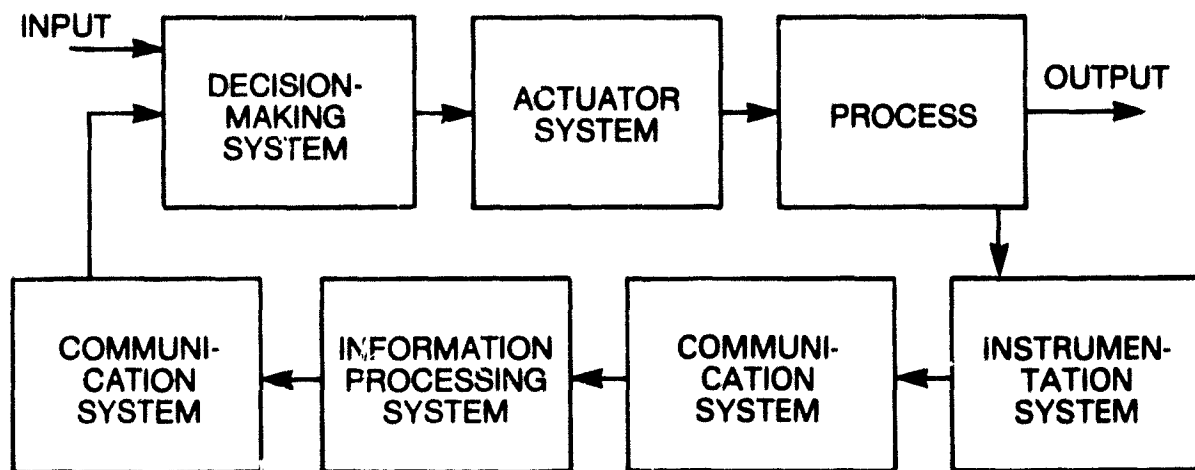 INPUT
DECISION-
MAKING
SYSTEM
ACTUATOR
SYSTEM
PROCESS
OUTPUT
COMMUNI-
CATION
SYSTEM
INFORMATION
PROCESSING
SYSTEM
COMMUNI-
CATION
SYSTEM
INSTRUMEN-
TATION
SYSTEM